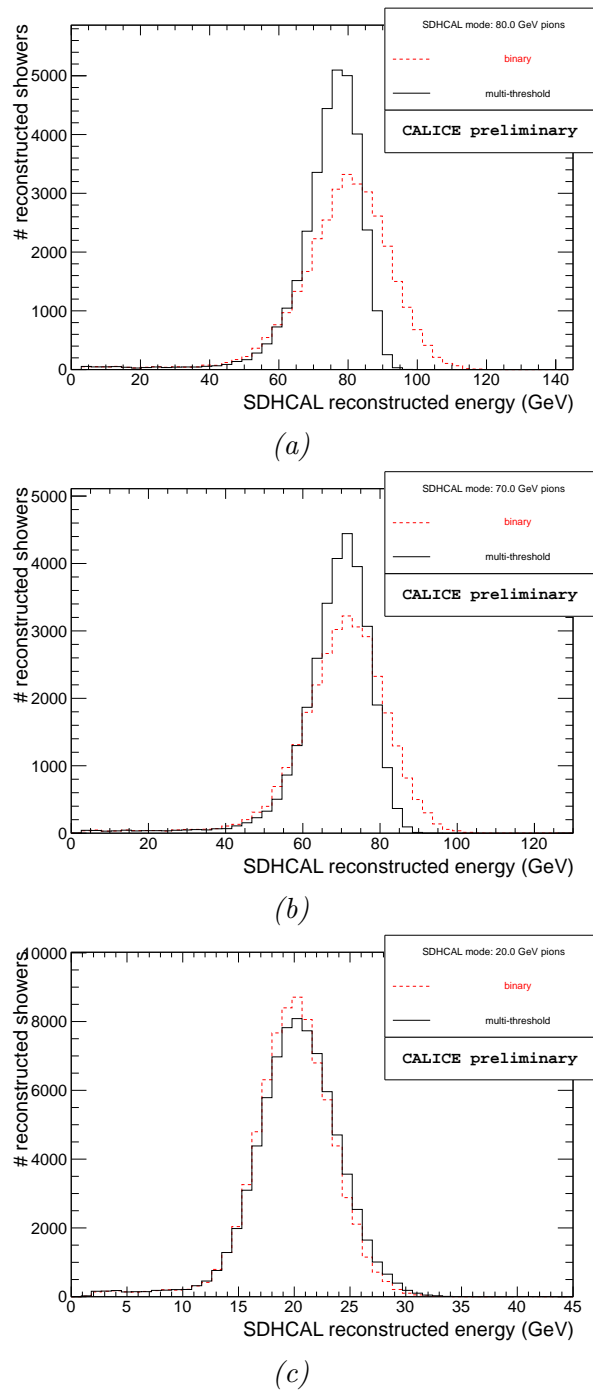 SDHCAL mode: 80.0 GeV pions
binary
multi-threshold
CALICE preliminary
# reconstructed showers
5000
4000
3000
2000
1000
0
0 20 40 60 80 100 120 140
SDHCAL reconstructed energy (GeV)
(a)
SDHCAL mode: 70.0 GeV pions
binary
multi-threshold
CALICE preliminary
# reconstructed showers
5000
4000
3000
2000
1000
0
0 20 40 60 80 100 120
SDHCAL reconstructed energy (GeV)
(b)
SDHCAL mode: 20.0 GeV pions
binary
multi-threshold
CALICE preliminary
# reconstructed showers
10000
8000
6000
4000
2000
0
0 5 10 15 20 25 30 35 40 45
SDHCAL reconstructed energy (GeV)
(c)